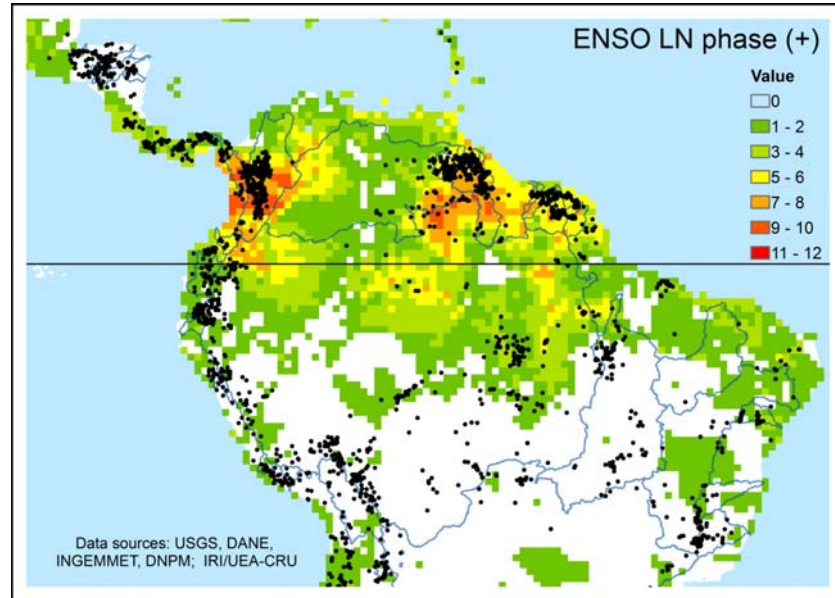 ENSO LN phase (+)
Value
0
1 - 2
3 - 4
5 - 6
7 - 8
9 - 10
11 - 12
Data sources: USGS, DANE,
INGEMMET, DNPM; IRI/UEA-CRU